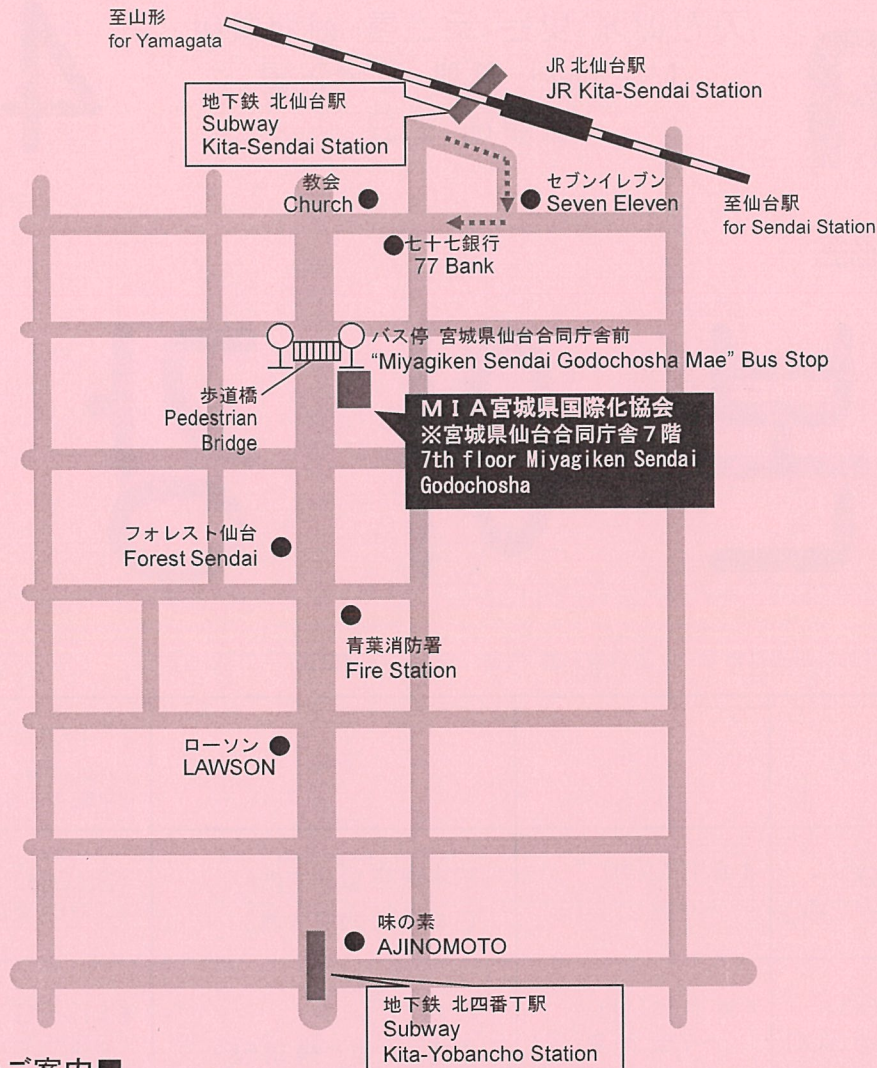 至山形
for Yamagata
JR 北仙台駅
JR Kita-Sendai Station
地下鉄 北仙台駅
Subway
Kita-Sendai Station
教会
Church
セブンイレブン
Seven Eleven
至仙台駅
for Sendai Station
七十七銀行
77 Bank
バス停 宮城県仙台合同庁舎前
“Miyagiken Sendai Godochosha Mae” Bus Stop
歩道橋
Pedestrian
Bridge
ＭＩＡ宮城県国際化協会
※宮城県仙台合同庁舎７階
7th floor Miyagiken Sendai
Godochosha
フォレスト仙台
Forest Sendai
青葉消防署
Fire Station
ローソン
LAWSON
味の素
AJINOMOTO
地下鉄 北四番丁駅
Subway
Kita-Yobancho Station
ご案内■